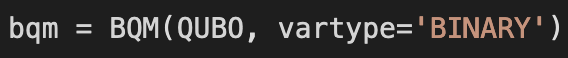 bqm = BQM(QUBO, vartype='BINARY')